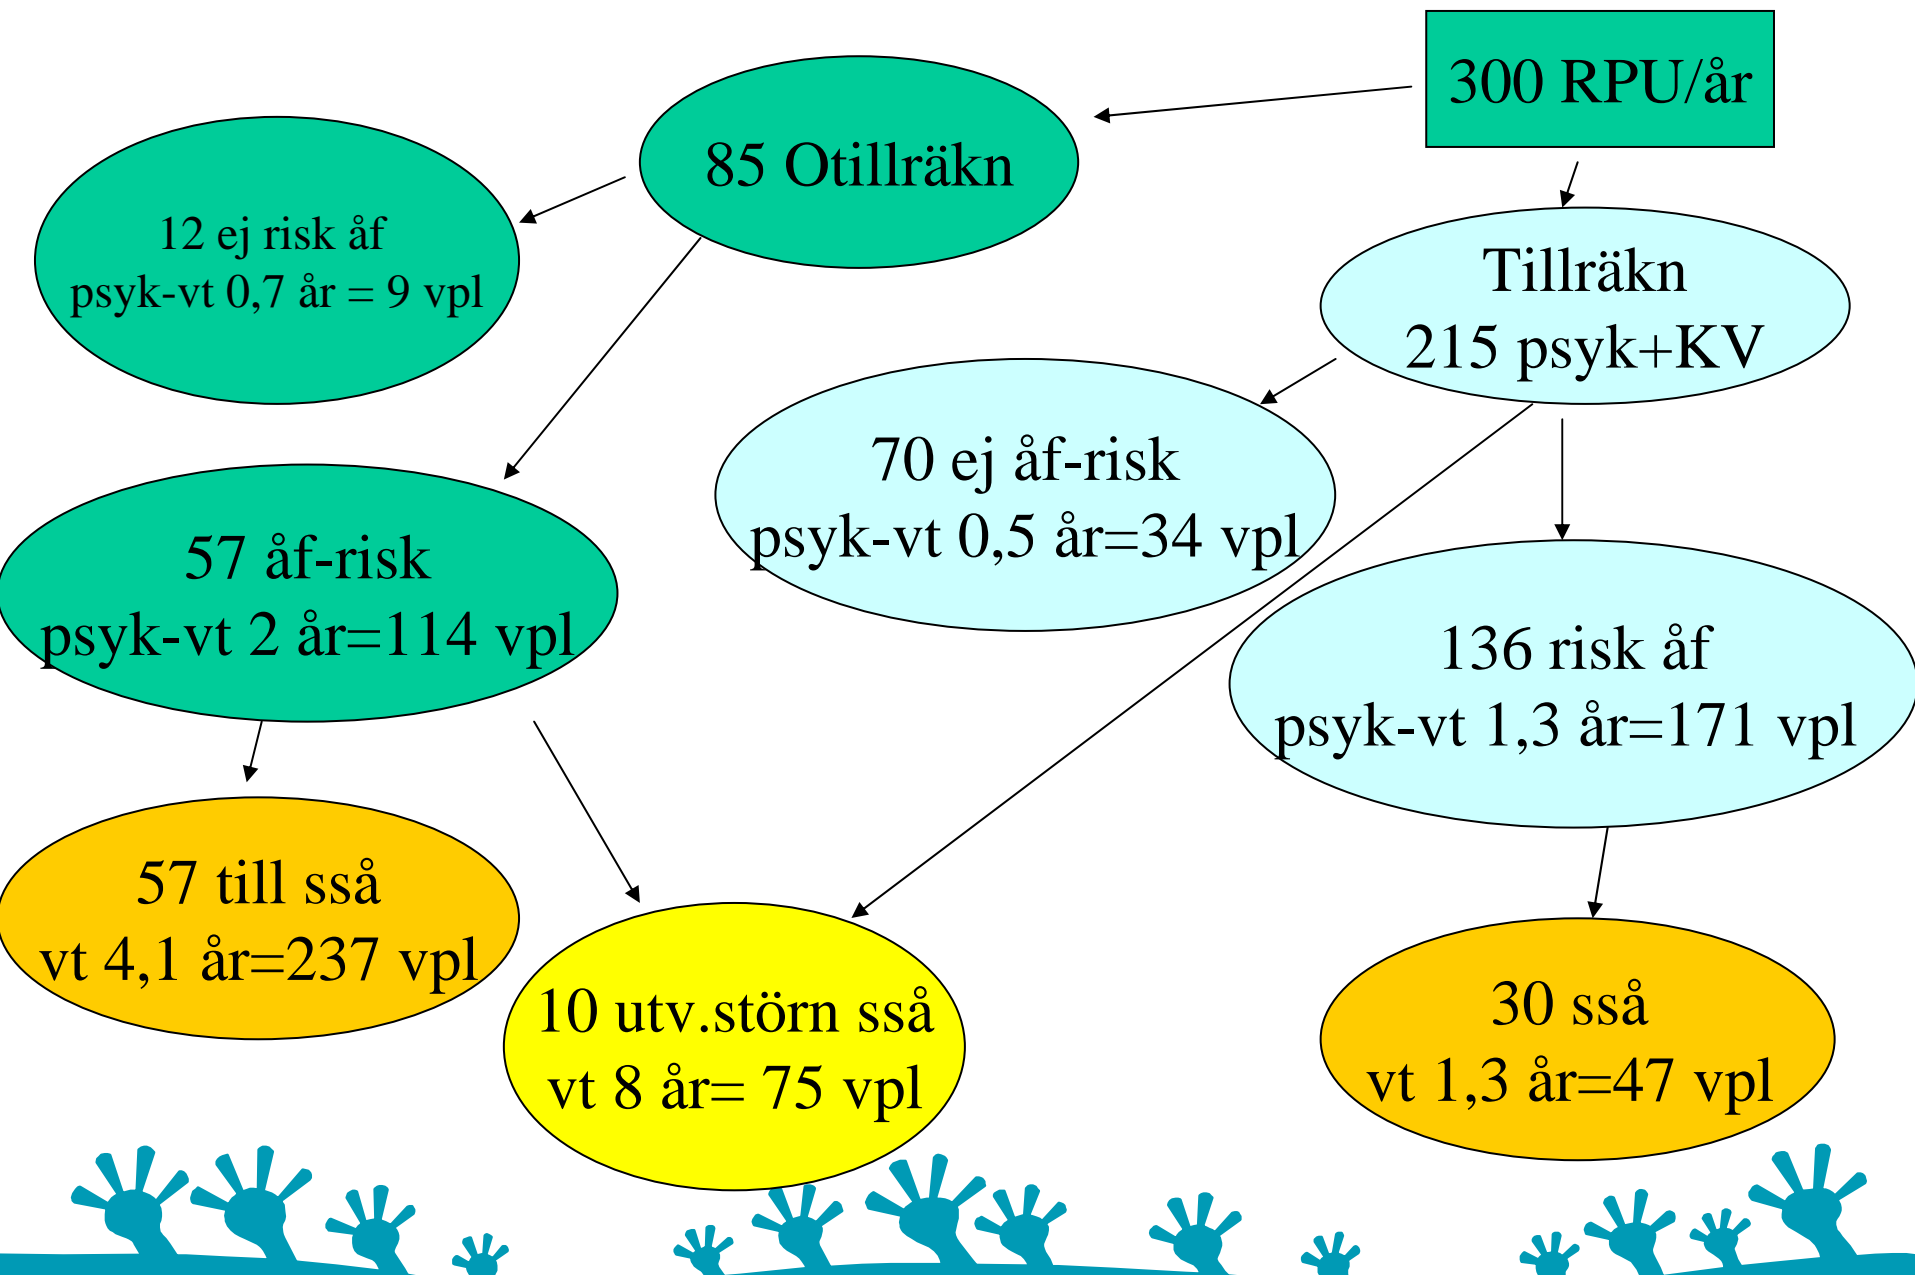 300 RPU/år
85 Otillräkn
12 ej risk åf
psyk-vt 0,7 år = 9 vpl
Tillräkn
215 psyk+KV
70 ej åf-risk
psyk-vt 0,5 år=34 vpl
57 åf-risk
psyk-vt 2 år=114 vpl
136 risk åf
psyk-vt 1,3 år=171 vpl
57 till sså
vt 4,1 år=237 vpl
10 utv.störn sså
vt 8 år= 75 vpl
30 sså
vt 1,3 år=47 vpl